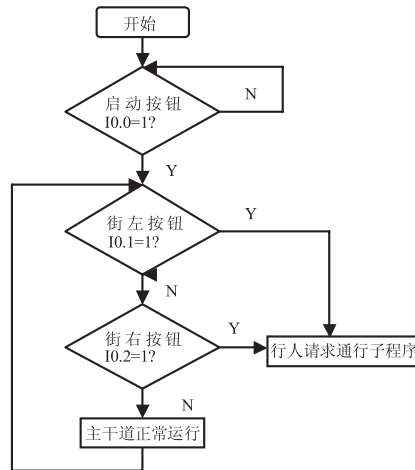 开始
启动按钮
I0.0=1?
N
Y
街左按钮
I0.1=1?
Y
N
街右按钮
I0.2=1?
Y
行人请求通行子程序
N
主干道正常运行